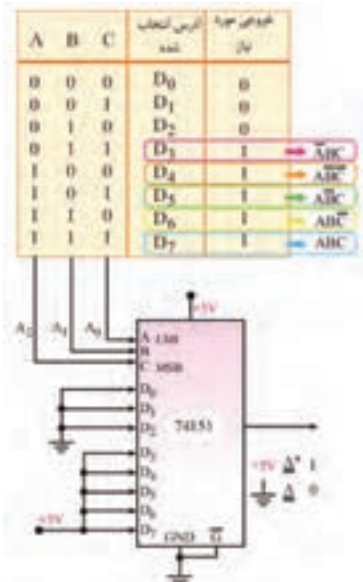 A B C آدرس انتخاب شده خروجی مورد نیاز
0 0 0 D0 0
0 0 1 D1 0
0 1 0 D2 0
0 1 1 D3 1 → A̅BC
1 0 0 D4 1 → AB̅C̅
1 0 1 D5 1 → AB̅C
1 1 0 D6 1 → ABC̅
1 1 1 D7 1 → ABC
A2 A1 A0
+5V
A LSB
B
C MSB
D0
D1
D2
74151
D3
D4
D5
D6
D7
+5V
GND G̅
+5V ≜ 1
≜ 0